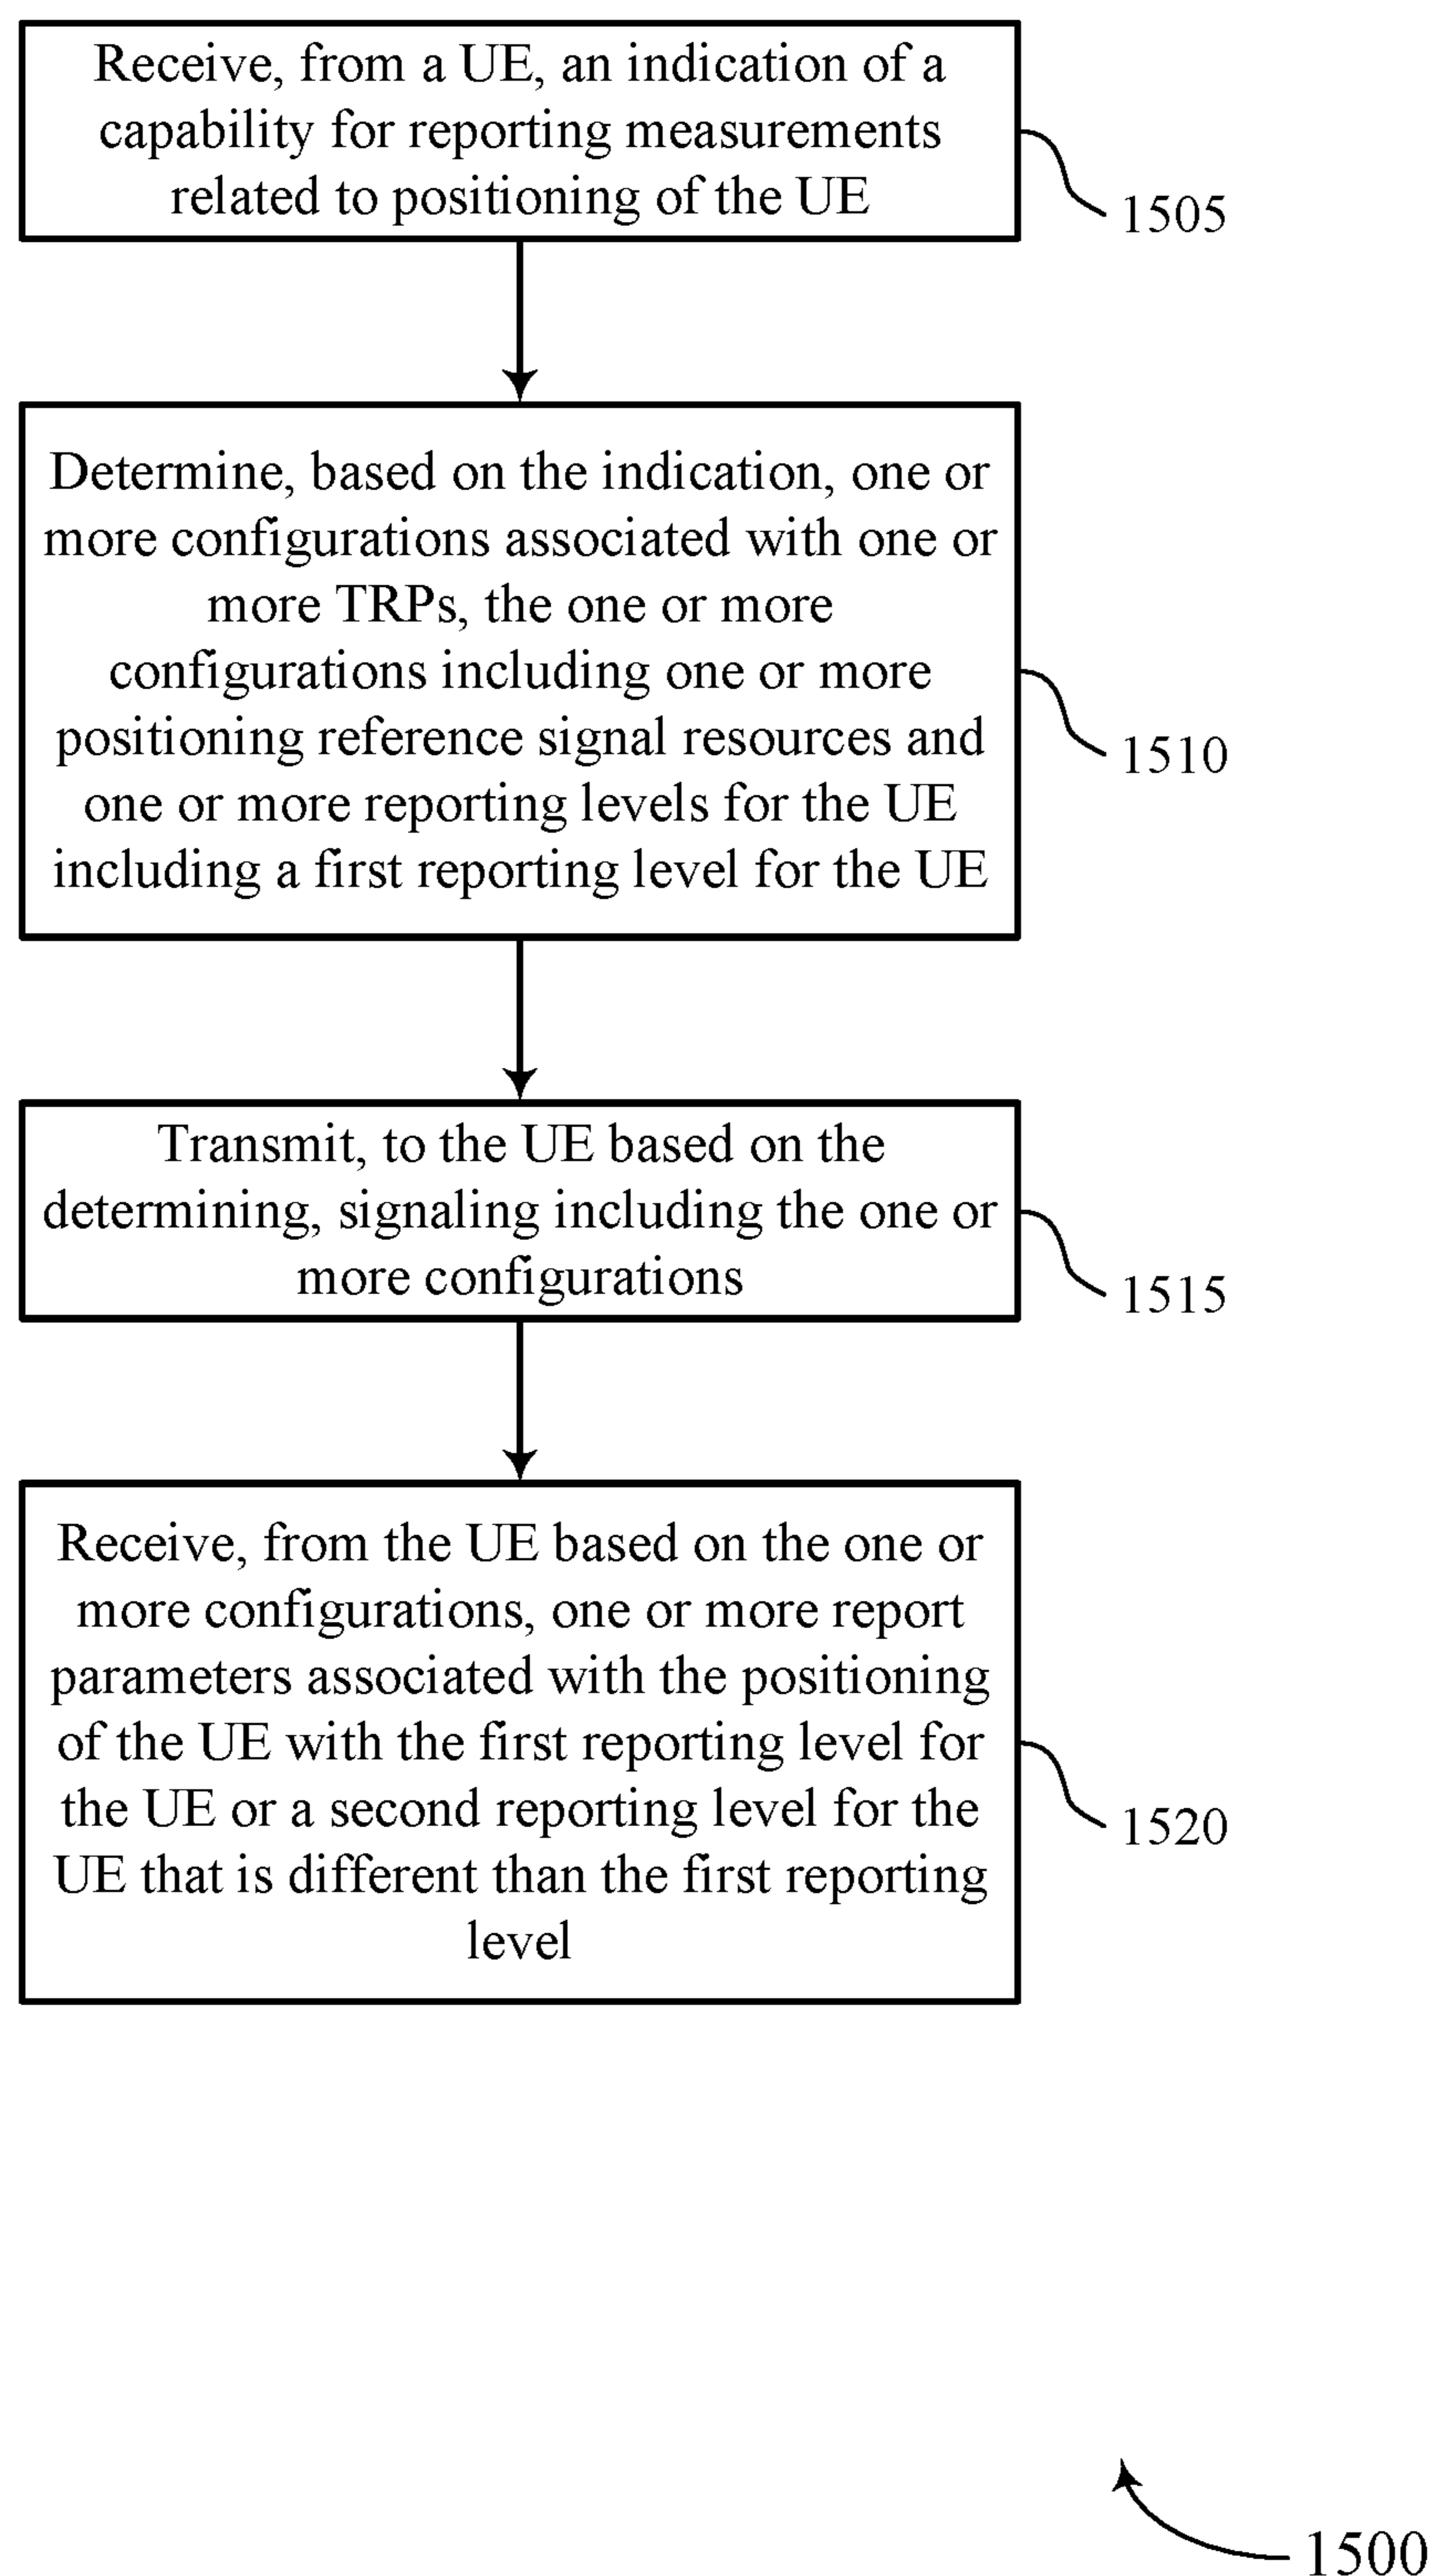 Receive, from a UE, an indication of a
capability for reporting measurements
related to positioning of the UE
1505
Determine, based on the indication, one or
more configurations associated with one or
more TRPs, the one or more
configurations including one or more
positioning reference signal resources and
one or more reporting levels for the UE
including a first reporting level for the UE
1510
Transmit, to the UE based on the
determining, signaling including the one or
more configurations
1515
Receive, from the UE based on the one or
more configurations, one or more report
parameters associated with the positioning
of the UE with the first reporting level for
the UE or a second reporting level for the
UE that is different than the first reporting
level
1520
1500